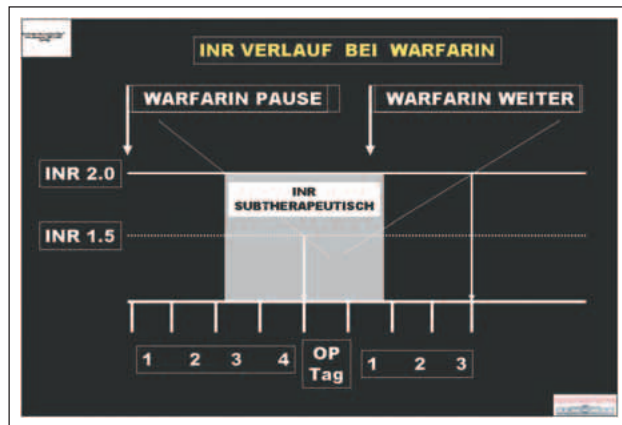 INR VERLAUF BEI WARFARIN
WARFARIN PAUSE
WARFARIN WEITER
INR 2.0
INR
SUBTHERAPEUTISCH
INR 1.5
1 2 3 4 OP Tag 1 2 3